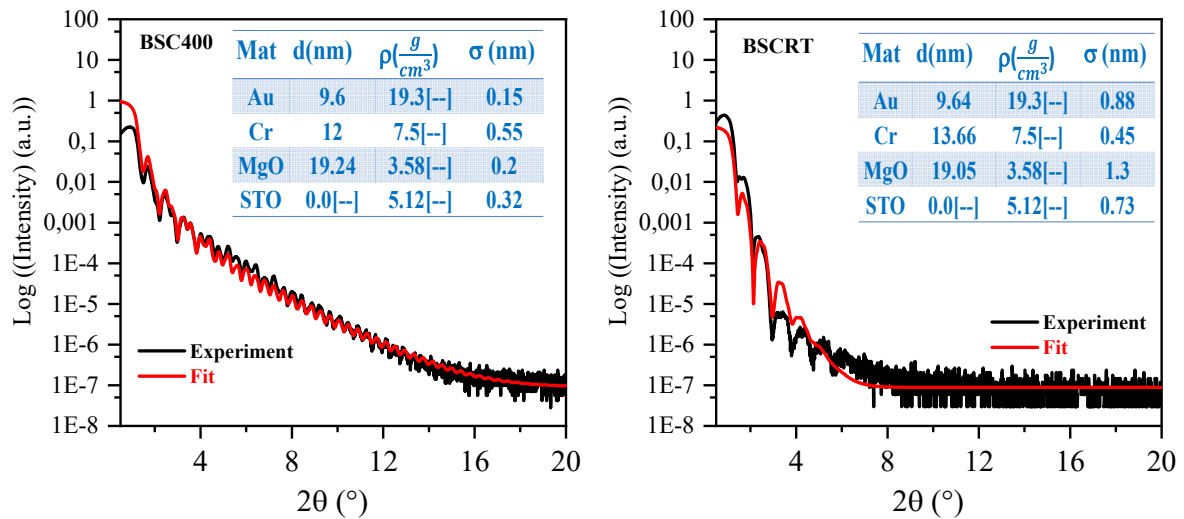 BSC400
Mat d(nm) ρ(g/cm³) σ (nm)
Au 9.6 19.3[--] 0.15
Cr 12 7.5[--] 0.55
MgO 19.24 3.58[--] 0.2
STO 0.0[--] 5.12[--] 0.32
Log ((Intensity) (a.u.))
100
10
1
0.1
0,01
0,001
1E-4
1E-5
1E-6
1E-7
1E-8
Experiment
Fit
4 8 12 16 20
2θ (°)
BSCRT
Mat d(nm) ρ(g/cm³) σ (nm)
Au 9.64 19.3[--] 0.88
Cr 13.66 7.5[--] 0.45
MgO 19.05 3.58[--] 1.3
STO 0.0[--] 5.12[--] 0.73
Log ((Intensity) (a.u.))
100
10
1
0.1
0,01
0,001
1E-4
1E-5
1E-6
1E-7
1E-8
Experiment
Fit
4 8 12 16 20
2θ (°)